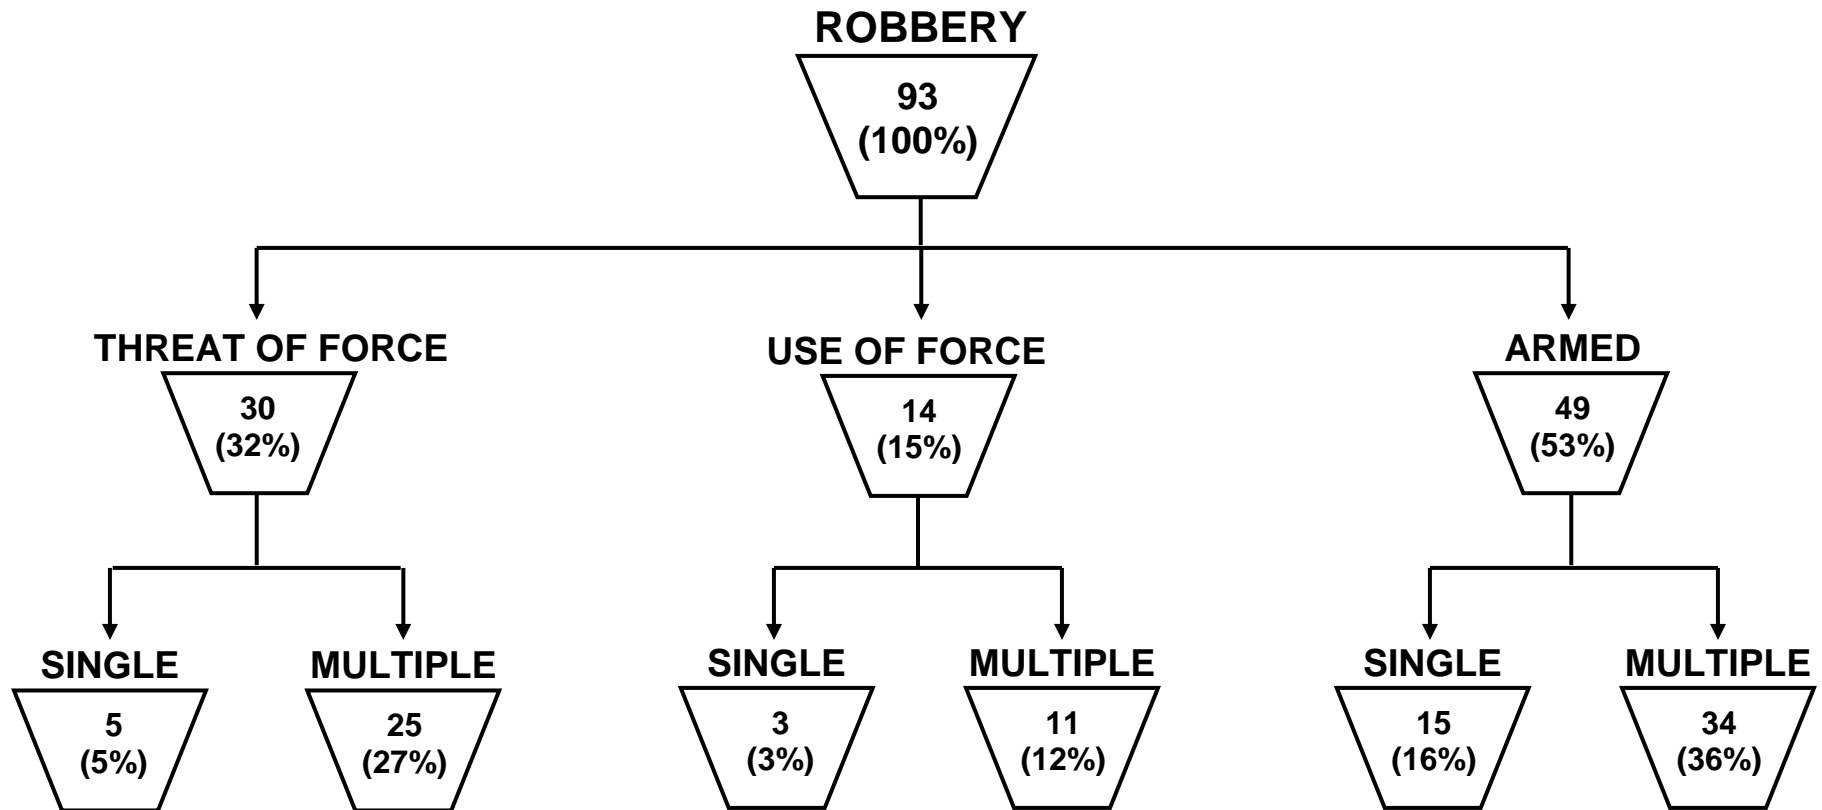 ROBBERY
93
(100%)
THREAT OF FORCE
30
(32%)
USE OF FORCE
14
(15%)
ARMED
49
(53%)
SINGLE
5
(5%)
MULTIPLE
25
(27%)
SINGLE
3
(3%)
MULTIPLE
11
(12%)
SINGLE
15
(16%)
MULTIPLE
34
(36%)